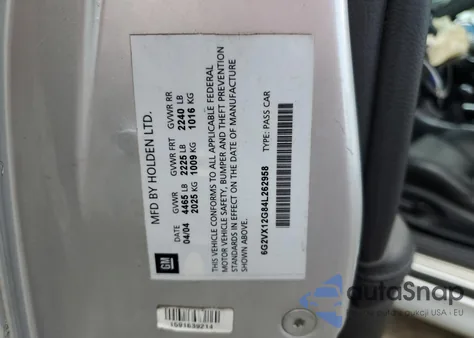 MFD BY HOLDEN LTD.
DATE GVWR GVWR FRT GVWR RR
04/04 4465 LB 2225 LB 2240 LB
2025 KG 1009 KG 1016 KG
THIS VEHICLE CONFORMS TO ALL APPLICABLE FEDERAL
MOTOR VEHICLE SAFETY, BUMPER AND THEFT PREVENTION
STANDARDS IN EFFECT ON THE DATE OF MANUFACTURE
SHOWN ABOVE.
6G2VX12G84L262958 TYPE: PASS CAR
GM
1591639214
autoSnap